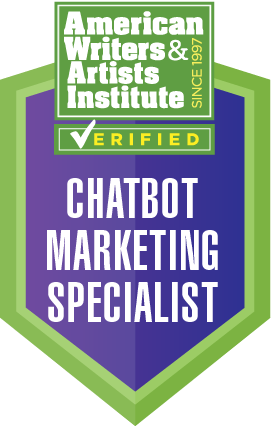 American
Writers&
Artists
Institute
SINCE 1997
VERIFIED
CHATBOT
MARKETING
SPECIALIST